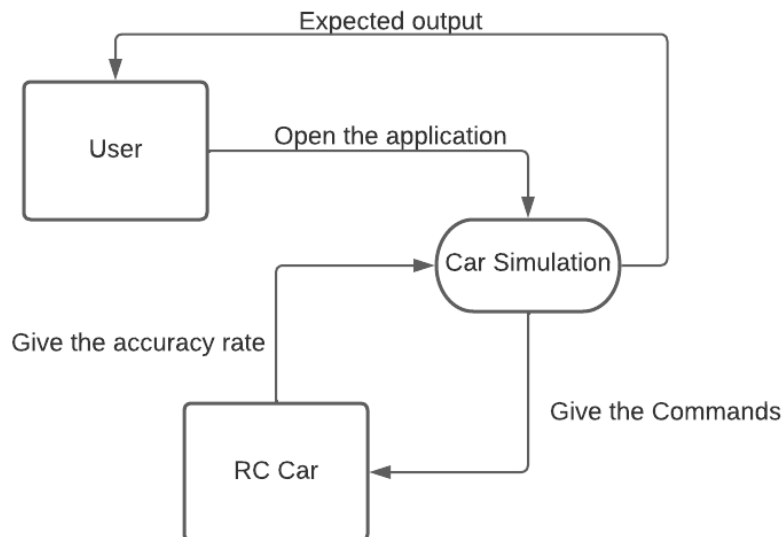 Expected output
User
Open the application
Car Simulation
Give the accuracy rate
Give the Commands
RC Car